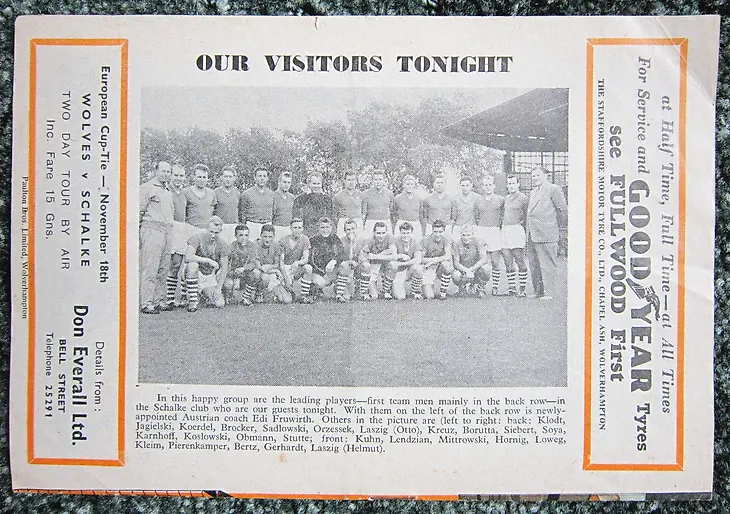 OUR VISITORS TONIGHT
European Cup-Tie — November 18th
WOLVES v SCHALKE
TWO DAY TOUR BY AIR
Inc. Fare 15 Gns.
Details from :
Don Everall Ltd.
BELL STREET
Telephone 25291
Paulton Bros. Limited, Wolverhampton
In this happy group are the leading players—first team men mainly in the back row—in
the Schalke club who are our guests tonight. With them on the left of the back row is newly-
appointed Austrian coach Edi Fruwirth. Others in the picture are (left to right: back: Klodt,
Jagielski, Koerdel, Brocker, Sadlowski, Orzessek, Laszig (Otto), Kreuz, Borutta, Siebert, Soya,
Karnhoff, Koslowski, Obmann, Stutte; front: Kuhn, Lendzian, Mittrowski, Hornig, Loweg,
Kleim, Pierenkamper, Bertz, Gerhardt, Laszig (Helmut).
at Half Time, Full Time—at All Times
For Service and GOODYEAR Tyres
see FULLWOOD First
THE STAFFORDSHIRE MOTOR TYRE CO., LTD., CHAPEL ASH, WOLVERHAMPTON